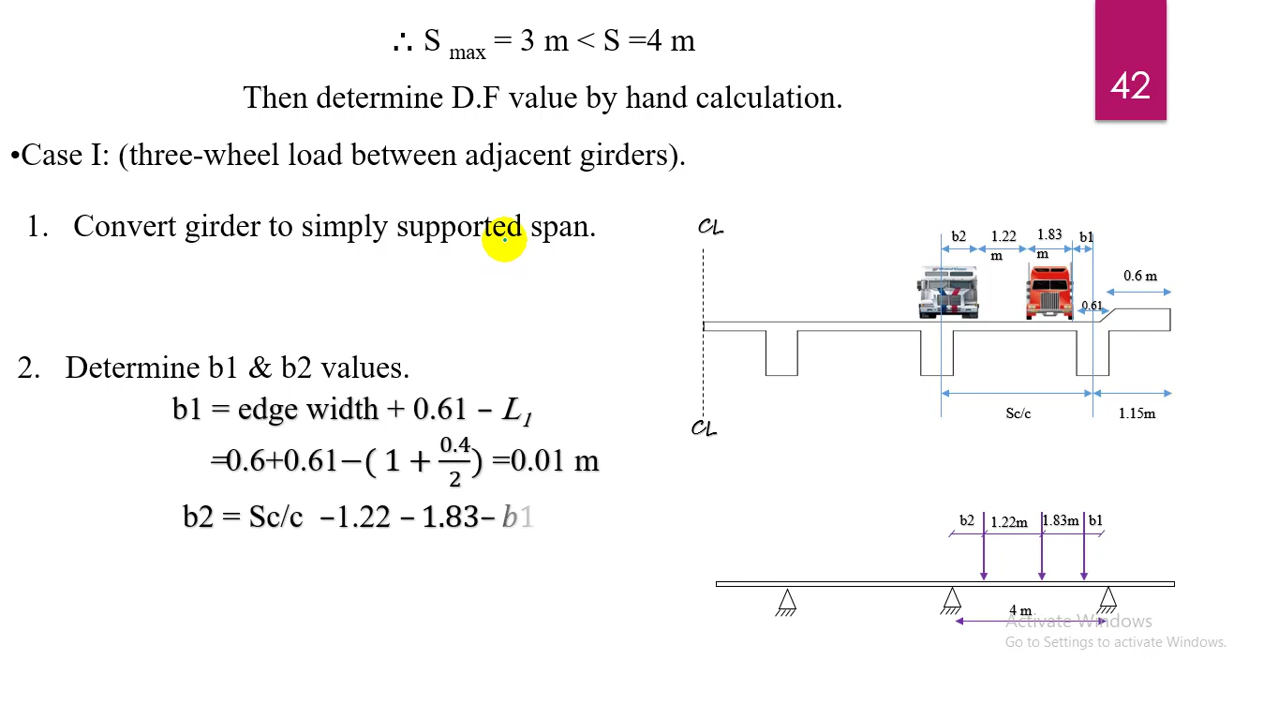 ∴ S max = 3 m < S =4 m
42
Then determine D.F value by hand calculation.
•Case I: (three-wheel load between adjacent girders).
1. Convert girder to simply supported span.
CL
b2 1.22 m 1.83 m b1
0.6 m
0.61
Sc/c 1.15m
CL
2. Determine b1 & b2 values.
b1 = edge width + 0.61 – L1
=0.6+0.61−( 1 + 0.4/2 ) =0.01 m
b2 = Sc/c –1.22 – 1.83– b1
b2 1.22m 1.83m b1
4 m
Activate Windows
Go to Settings to activate Windows.